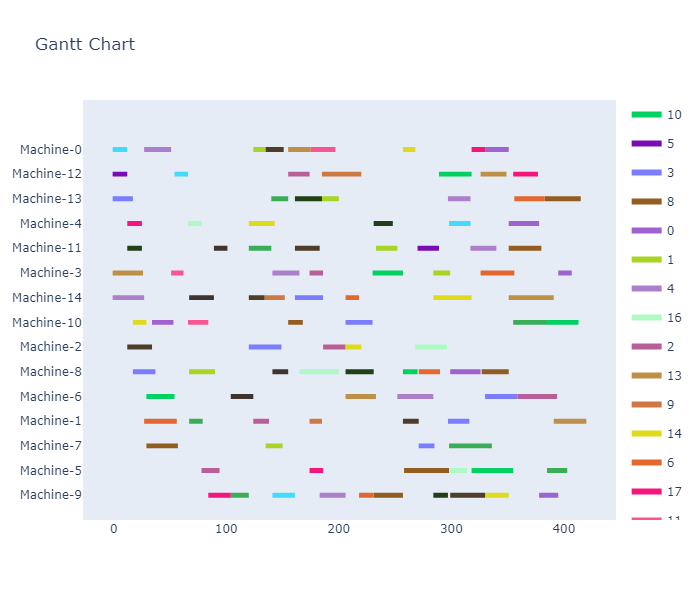 Gantt Chart
Machine-0
Machine-12
Machine-13
Machine-4
Machine-11
Machine-3
Machine-14
Machine-10
Machine-2
Machine-8
Machine-6
Machine-1
Machine-7
Machine-5
Machine-9
0 100 200 300 400
10
5
3
8
0
1
4
16
2
13
9
14
6
17
11